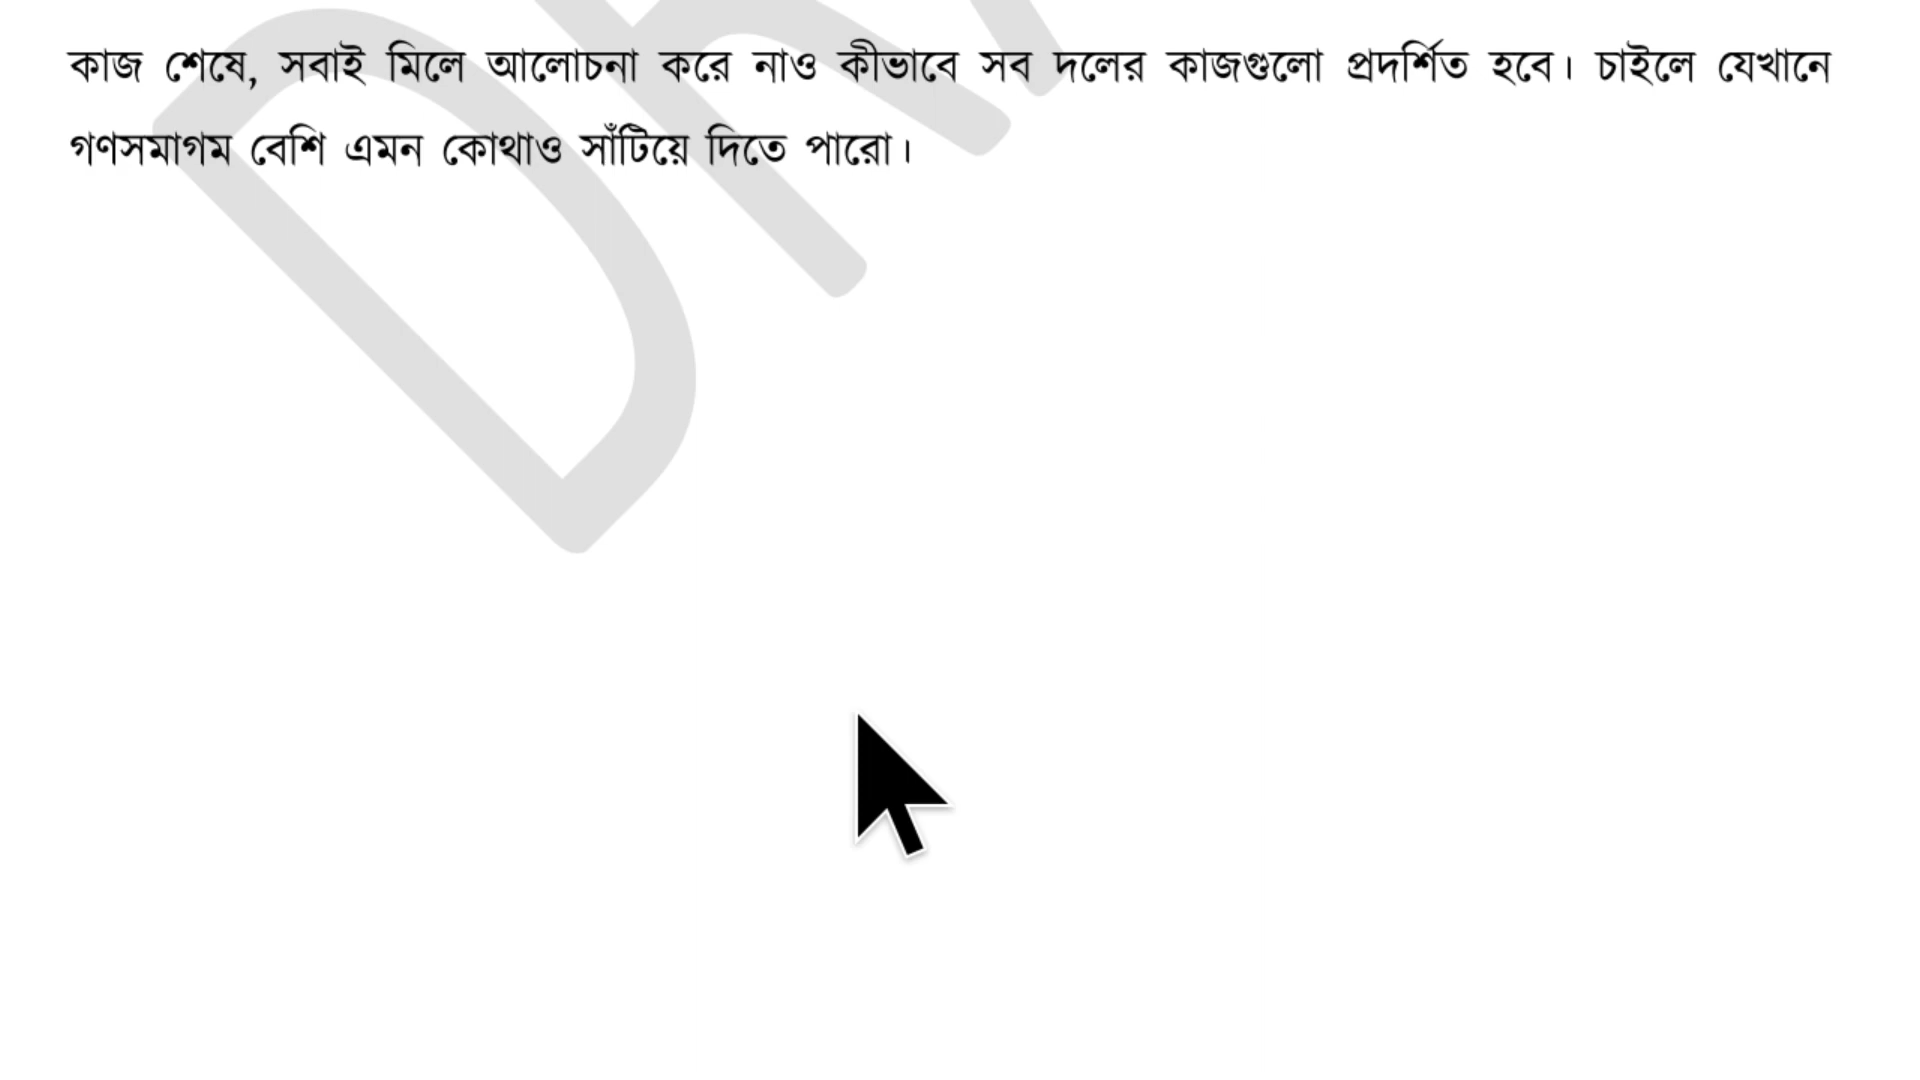 কাজ শেষে, সবাই মিলে আলোচনা করে নাও কীভাবে সব দলের কাজগুলো প্রদর্শিত হবে। চাইলে যেখানে
গণসমাগম বেশি এমন কোথাও সাঁটিয়ে দিতে পারো।